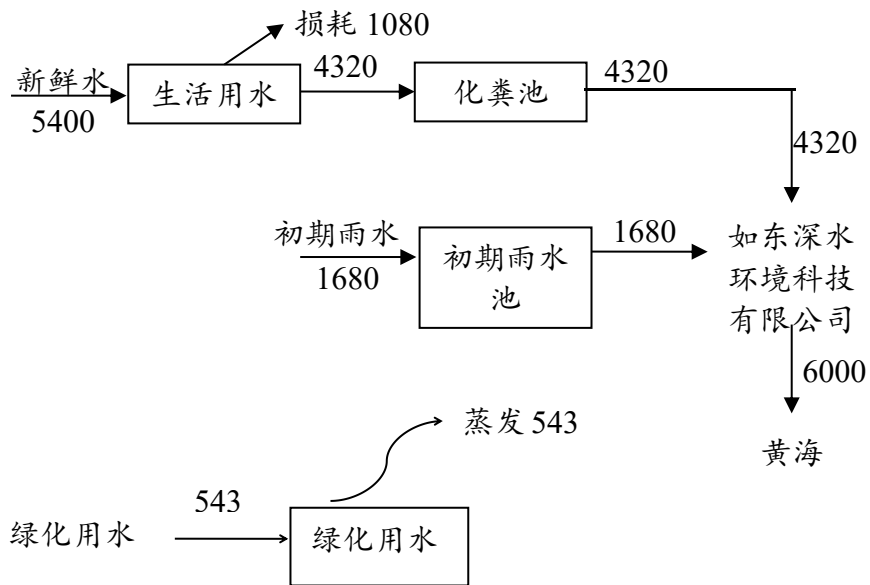 损耗 1080
新鲜水
5400
生活用水
4320
化粪池
4320
4320
初期雨水
1680
初期雨水
池
1680
如东深水
环境科技
有限公司
6000
黄海
蒸发 543
绿化用水
543
绿化用水